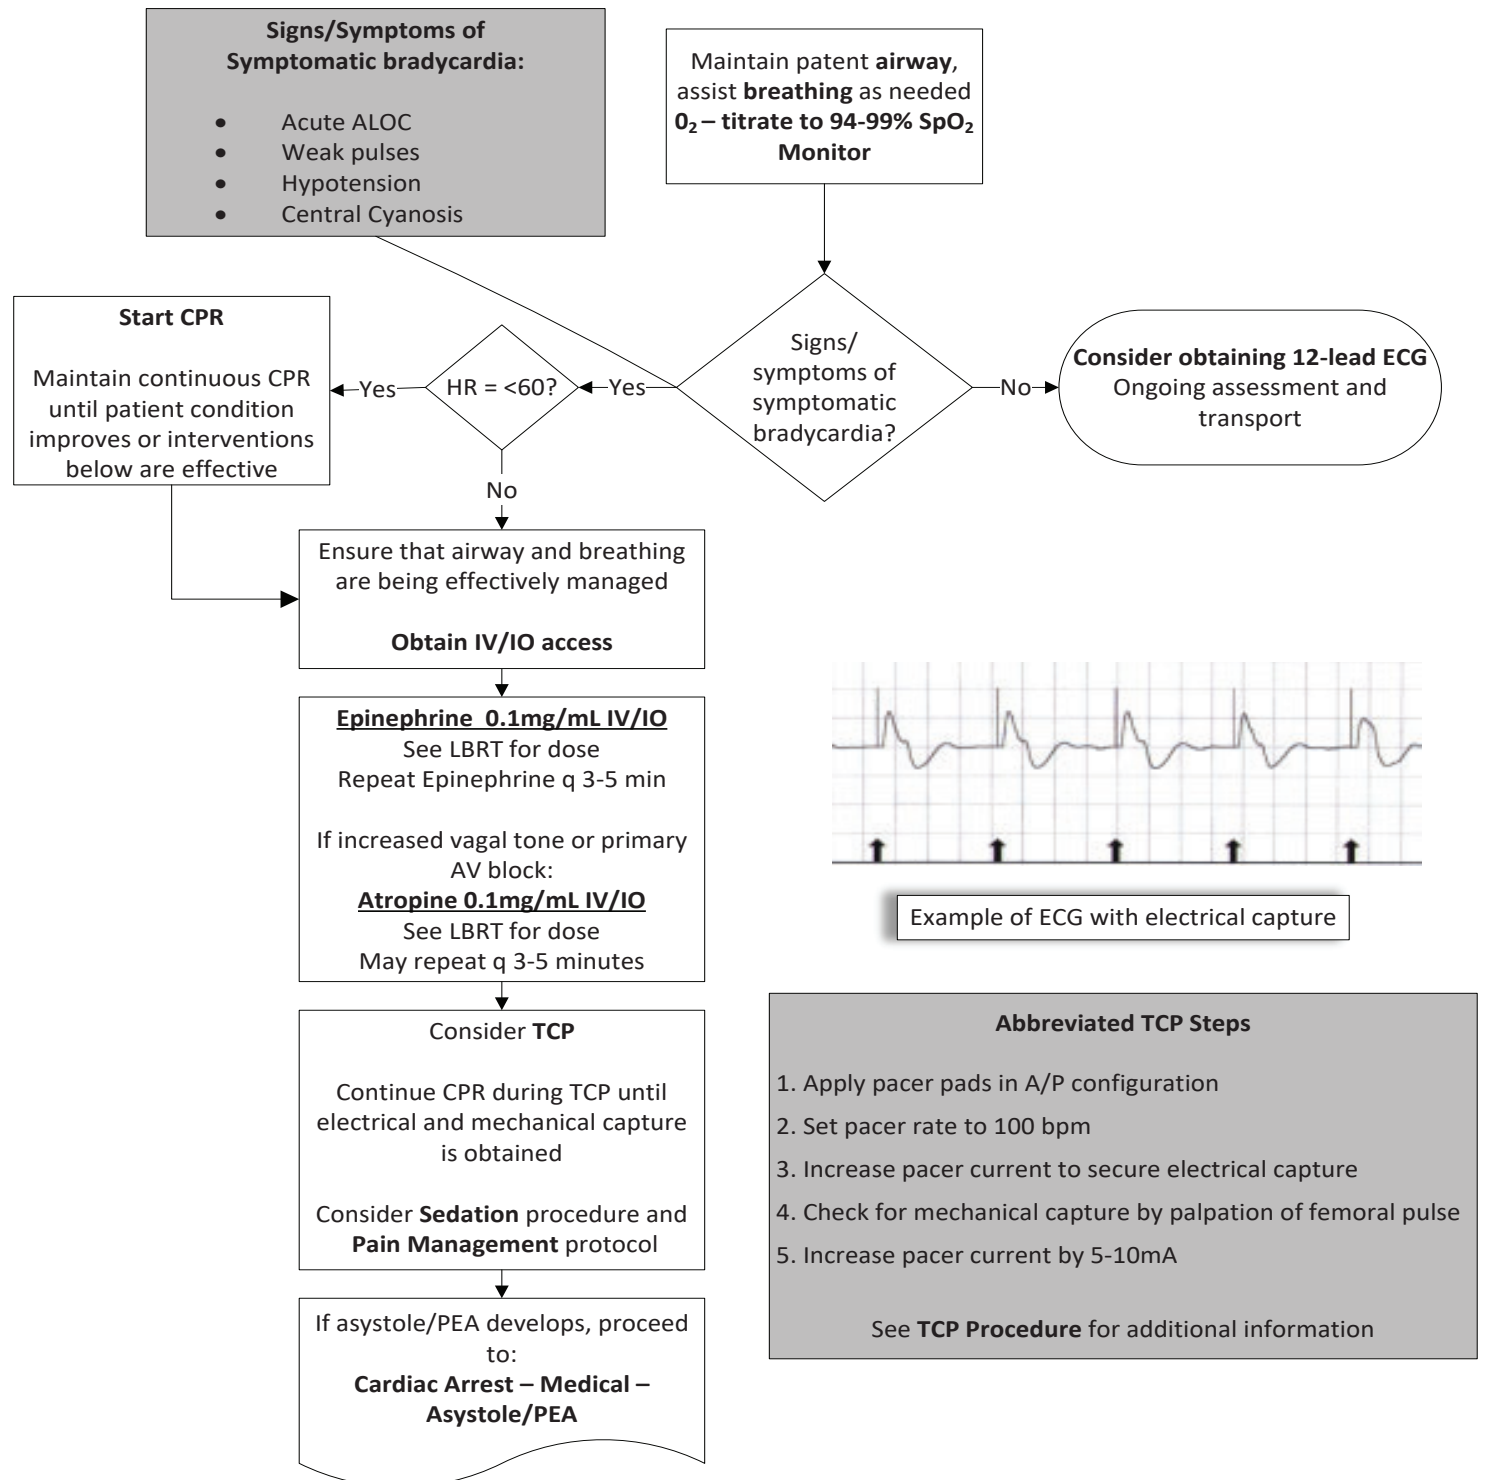 Signs/Symptoms of
Symptomatic bradycardia:
• Acute ALOC
• Weak pulses
• Hypotension
• Central Cyanosis
Maintain patent airway,
assist breathing as needed
0₂ – titrate to 94-99% SpO₂
Monitor
Signs/
symptoms of
symptomatic
bradycardia?
No
Consider obtaining 12-lead ECG
Ongoing assessment and
transport
Yes
HR = <60?
Yes
Start CPR
Maintain continuous CPR
until patient condition
improves or interventions
below are effective
No
Ensure that airway and breathing
are being effectively managed
Obtain IV/IO access
Epinephrine 0.1mg/mL IV/IO
See LBRT for dose
Repeat Epinephrine q 3-5 min
If increased vagal tone or primary
AV block:
Atropine 0.1mg/mL IV/IO
See LBRT for dose
May repeat q 3-5 minutes
Consider TCP
Continue CPR during TCP until
electrical and mechanical capture
is obtained
Consider Sedation procedure and
Pain Management protocol
If asystole/PEA develops, proceed
to:
Cardiac Arrest – Medical –
Asystole/PEA
Example of ECG with electrical capture
Abbreviated TCP Steps
1. Apply pacer pads in A/P configuration
2. Set pacer rate to 100 bpm
3. Increase pacer current to secure electrical capture
4. Check for mechanical capture by palpation of femoral pulse
5. Increase pacer current by 5-10mA
See TCP Procedure for additional information